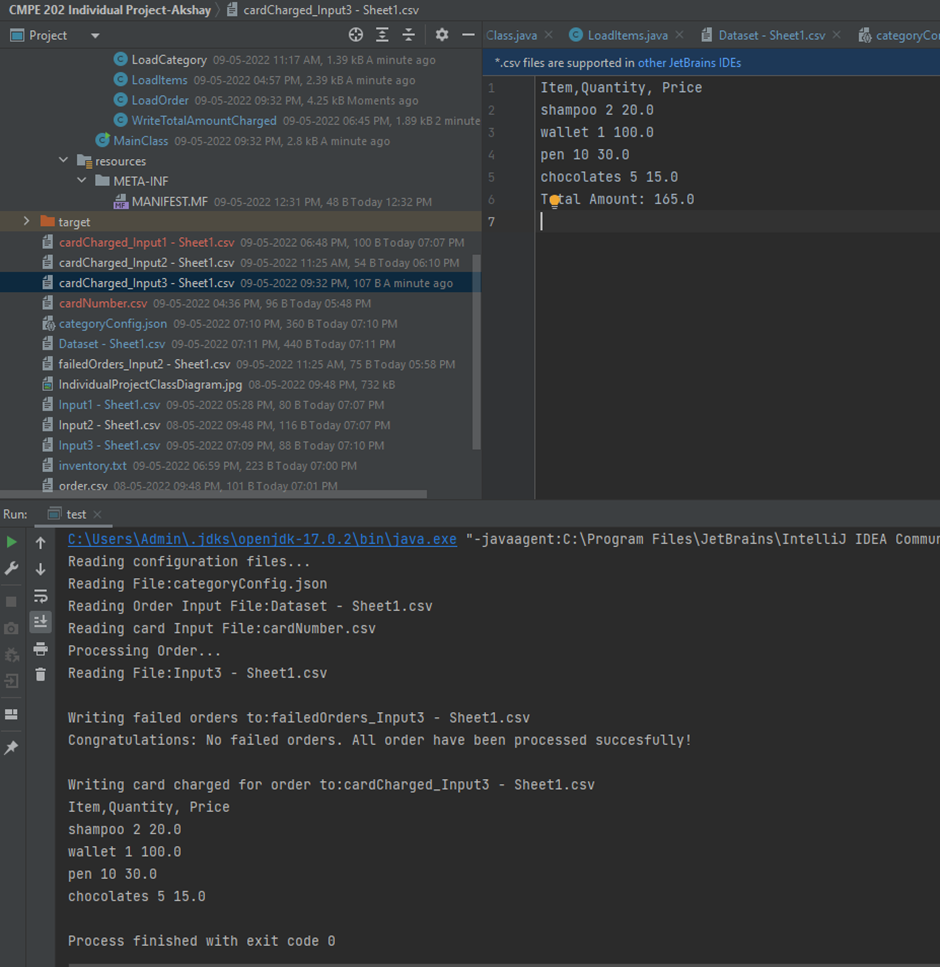 CMPE 202 Individual Project-Akshay cardCharged_Input3 - Sheet1.csv
Project
LoadCategory 09-05-2022 11:17 AM, 1.39 kB A minute ago
LoadItems 09-05-2022 04:57 PM, 2.39 kB A minute ago
LoadOrder 09-05-2022 09:32 PM, 4.25 kB Moments ago
WriteTotalAmountCharged 09-05-2022 06:45 PM, 1.89 kB 2 minute
MainClass 09-05-2022 09:32 PM, 2.8 kB A minute ago
resources
META-INF
MANIFEST.MF 09-05-2022 12:31 PM, 48 B Today 12:32 PM
target
cardCharged_Input1 - Sheet1.csv 09-05-2022 06:48 PM, 100 B Today 07:07 PM
cardCharged_Input2 - Sheet1.csv 09-05-2022 11:25 AM, 54 B Today 06:10 PM
cardCharged_Input3 - Sheet1.csv 09-05-2022 09:32 PM, 107 B A minute ago
cardNumber.csv 09-05-2022 04:36 PM, 96 B Today 05:48 PM
categoryConfig.json 09-05-2022 07:10 PM, 360 B Today 07:10 PM
Dataset - Sheet1.csv 09-05-2022 07:11 PM, 440 B Today 07:11 PM
failedOrders_Input2 - Sheet1.csv 09-05-2022 11:25 AM, 75 B Today 05:58 PM
IndividualProjectClassDiagram.jpg 08-05-2022 09:48 PM, 732 kB
Input1 - Sheet1.csv 09-05-2022 05:28 PM, 80 B Today 07:07 PM
Input2 - Sheet1.csv 08-05-2022 09:48 PM, 116 B Today 07:07 PM
Input3 - Sheet1.csv 09-05-2022 07:09 PM, 88 B Today 07:10 PM
inventory.txt 09-05-2022 06:59 PM, 223 B Today 07:00 PM
order.csv 08-05-2022 09:48 PM, 101 B Today 07:01 PM
Class.java LoadItems.java Dataset - Sheet1.csv categoryCon
*.csv files are supported in other JetBrains IDEs
1 Item,Quantity, Price
2 shampoo 2 20.0
3 wallet 1 100.0
4 pen 10 30.0
5 chocolates 5 15.0
6 Total Amount: 165.0
7
Run: test
C:\Users\Admin\.jdks\openjdk-17.0.2\bin\java.exe "-javaagent:C:\Program Files\JetBrains\IntelliJ IDEA Commun
Reading configuration files...
Reading File:categoryConfig.json
Reading Order Input File:Dataset - Sheet1.csv
Reading card Input File:cardNumber.csv
Processing Order...
Reading File:Input3 - Sheet1.csv
Writing failed orders to:failedOrders_Input3 - Sheet1.csv
Congratulations: No failed orders. All order have been processed succesfully!
Writing card charged for order to:cardCharged_Input3 - Sheet1.csv
Item,Quantity, Price
shampoo 2 20.0
wallet 1 100.0
pen 10 30.0
chocolates 5 15.0
Process finished with exit code 0